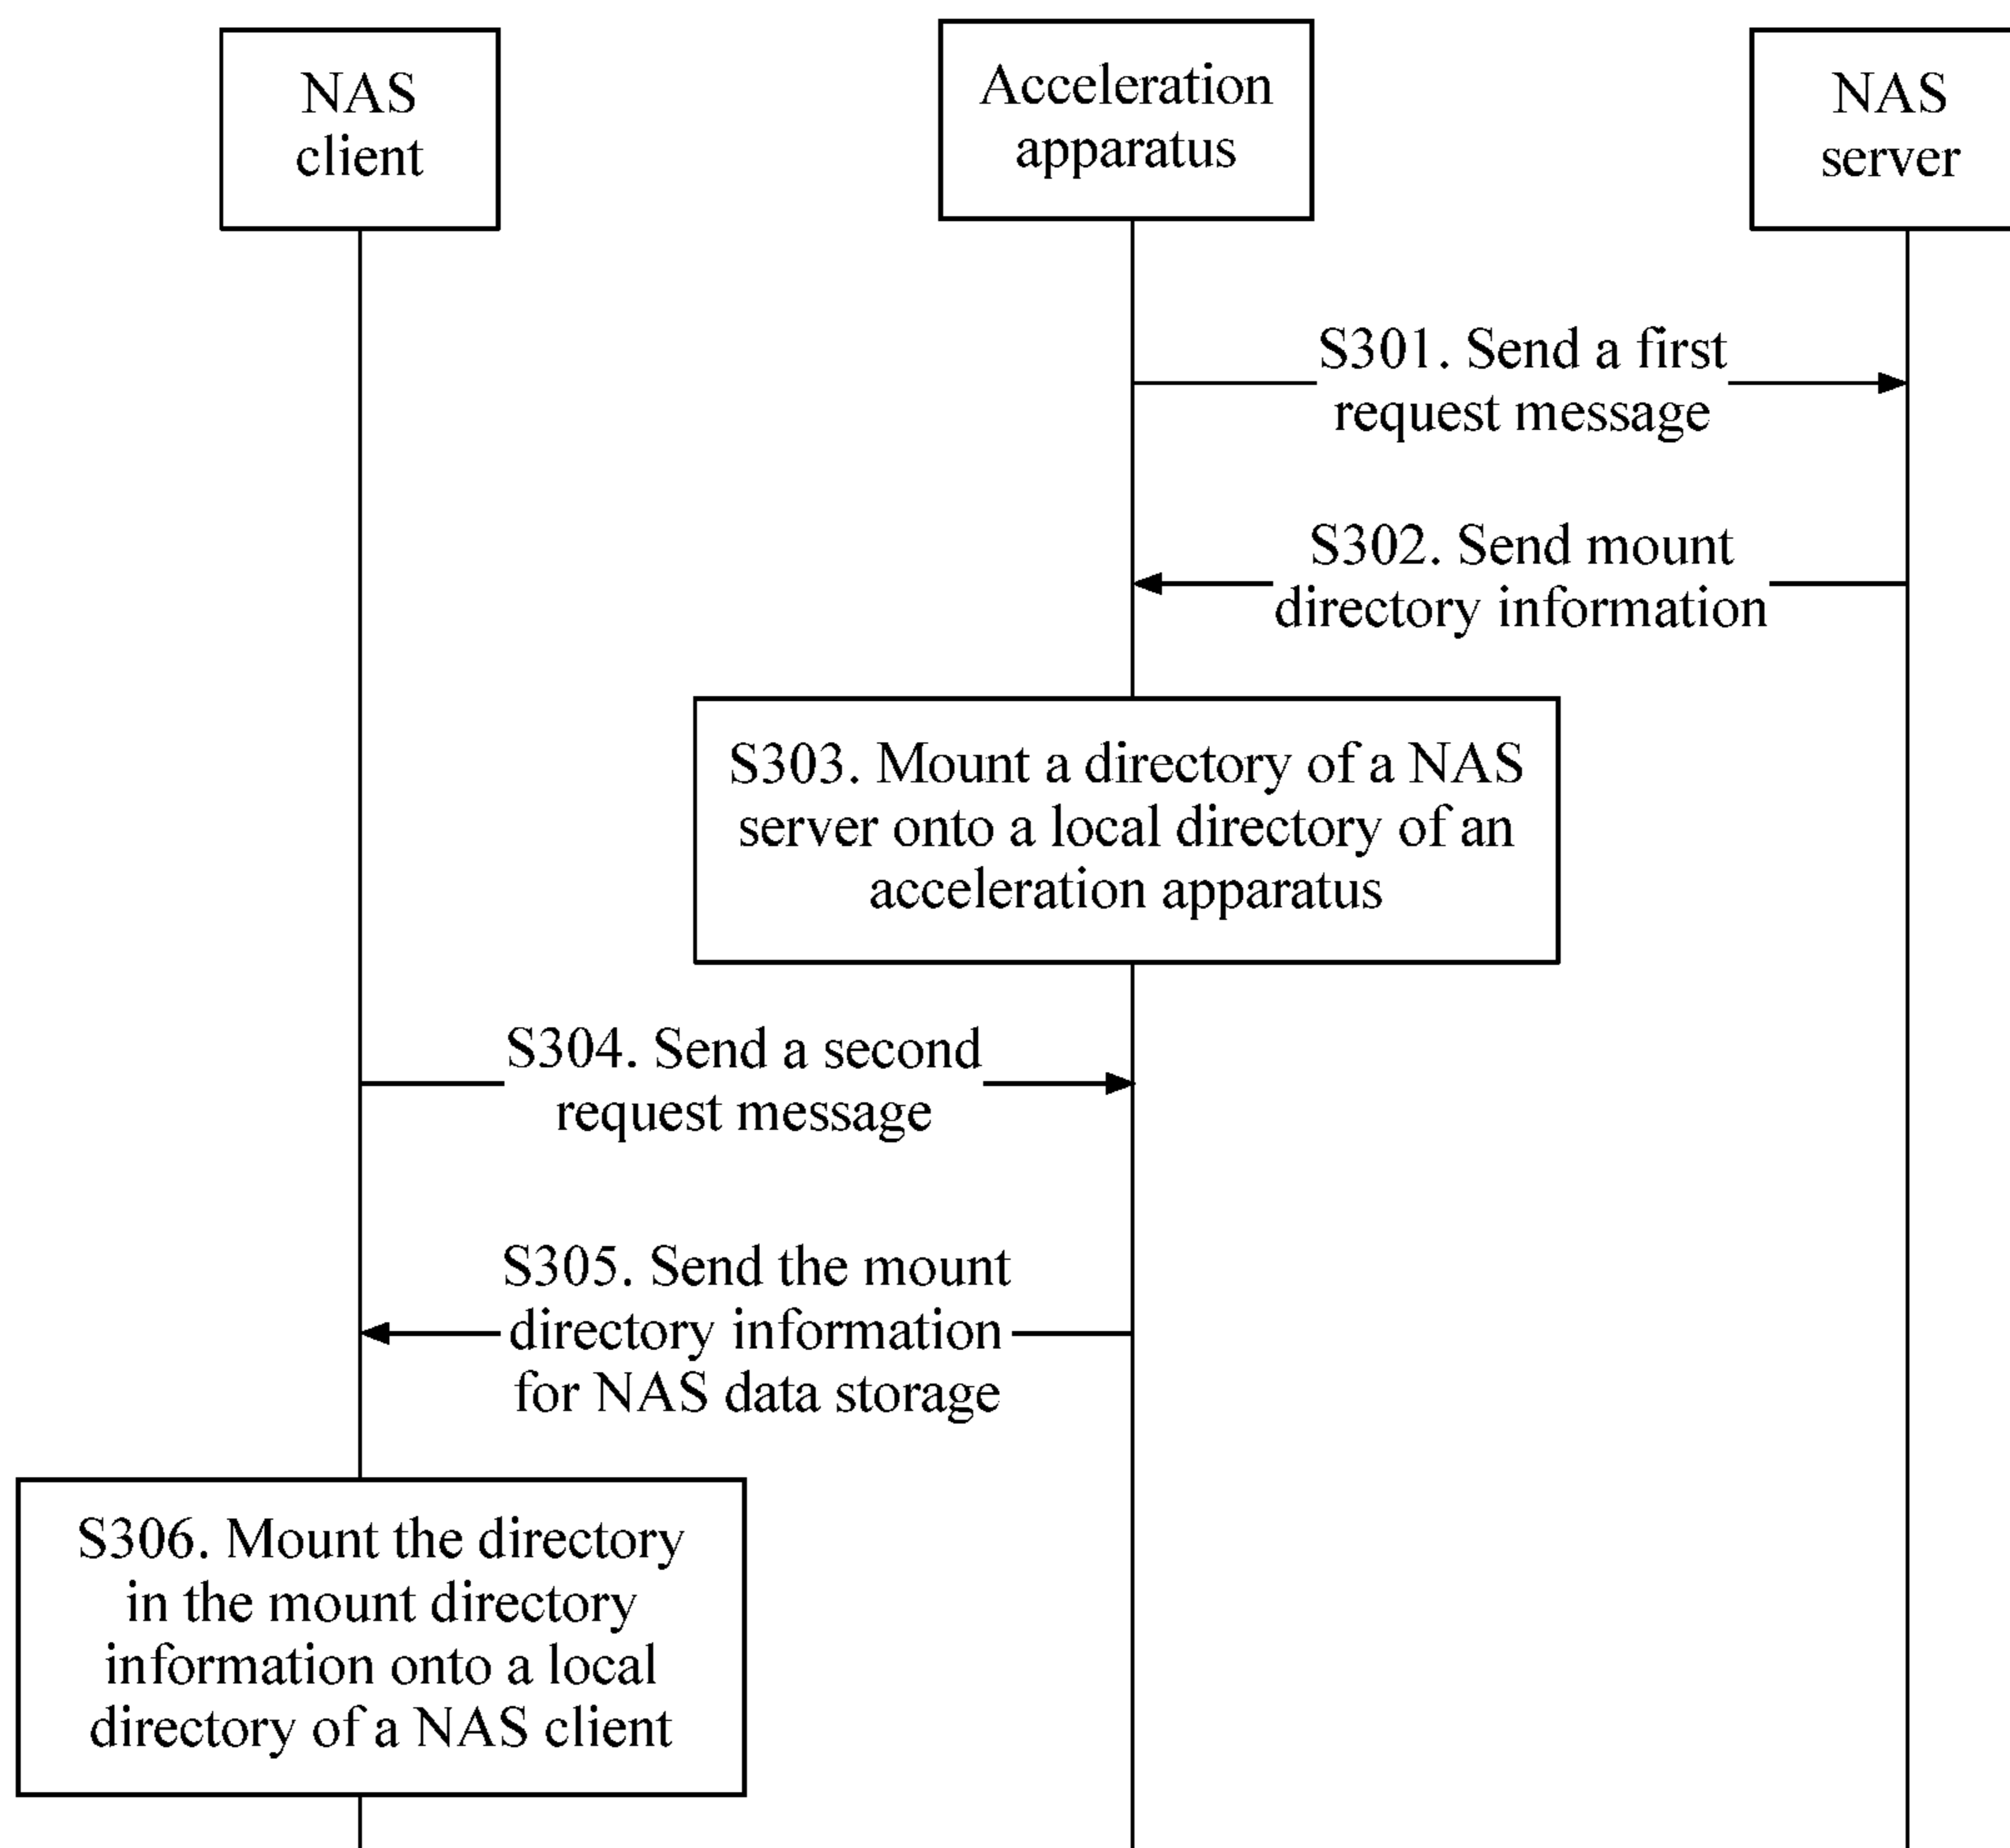 NAS
client
Acceleration
apparatus
NAS
server
S301. Send a first
request message
S302. Send mount
directory information
S303. Mount a directory of a NAS
server onto a local directory of an
acceleration apparatus
S304. Send a second
request message
S305. Send the mount
directory information
for NAS data storage
S306. Mount the directory
in the mount directory
information onto a local
directory of a NAS client